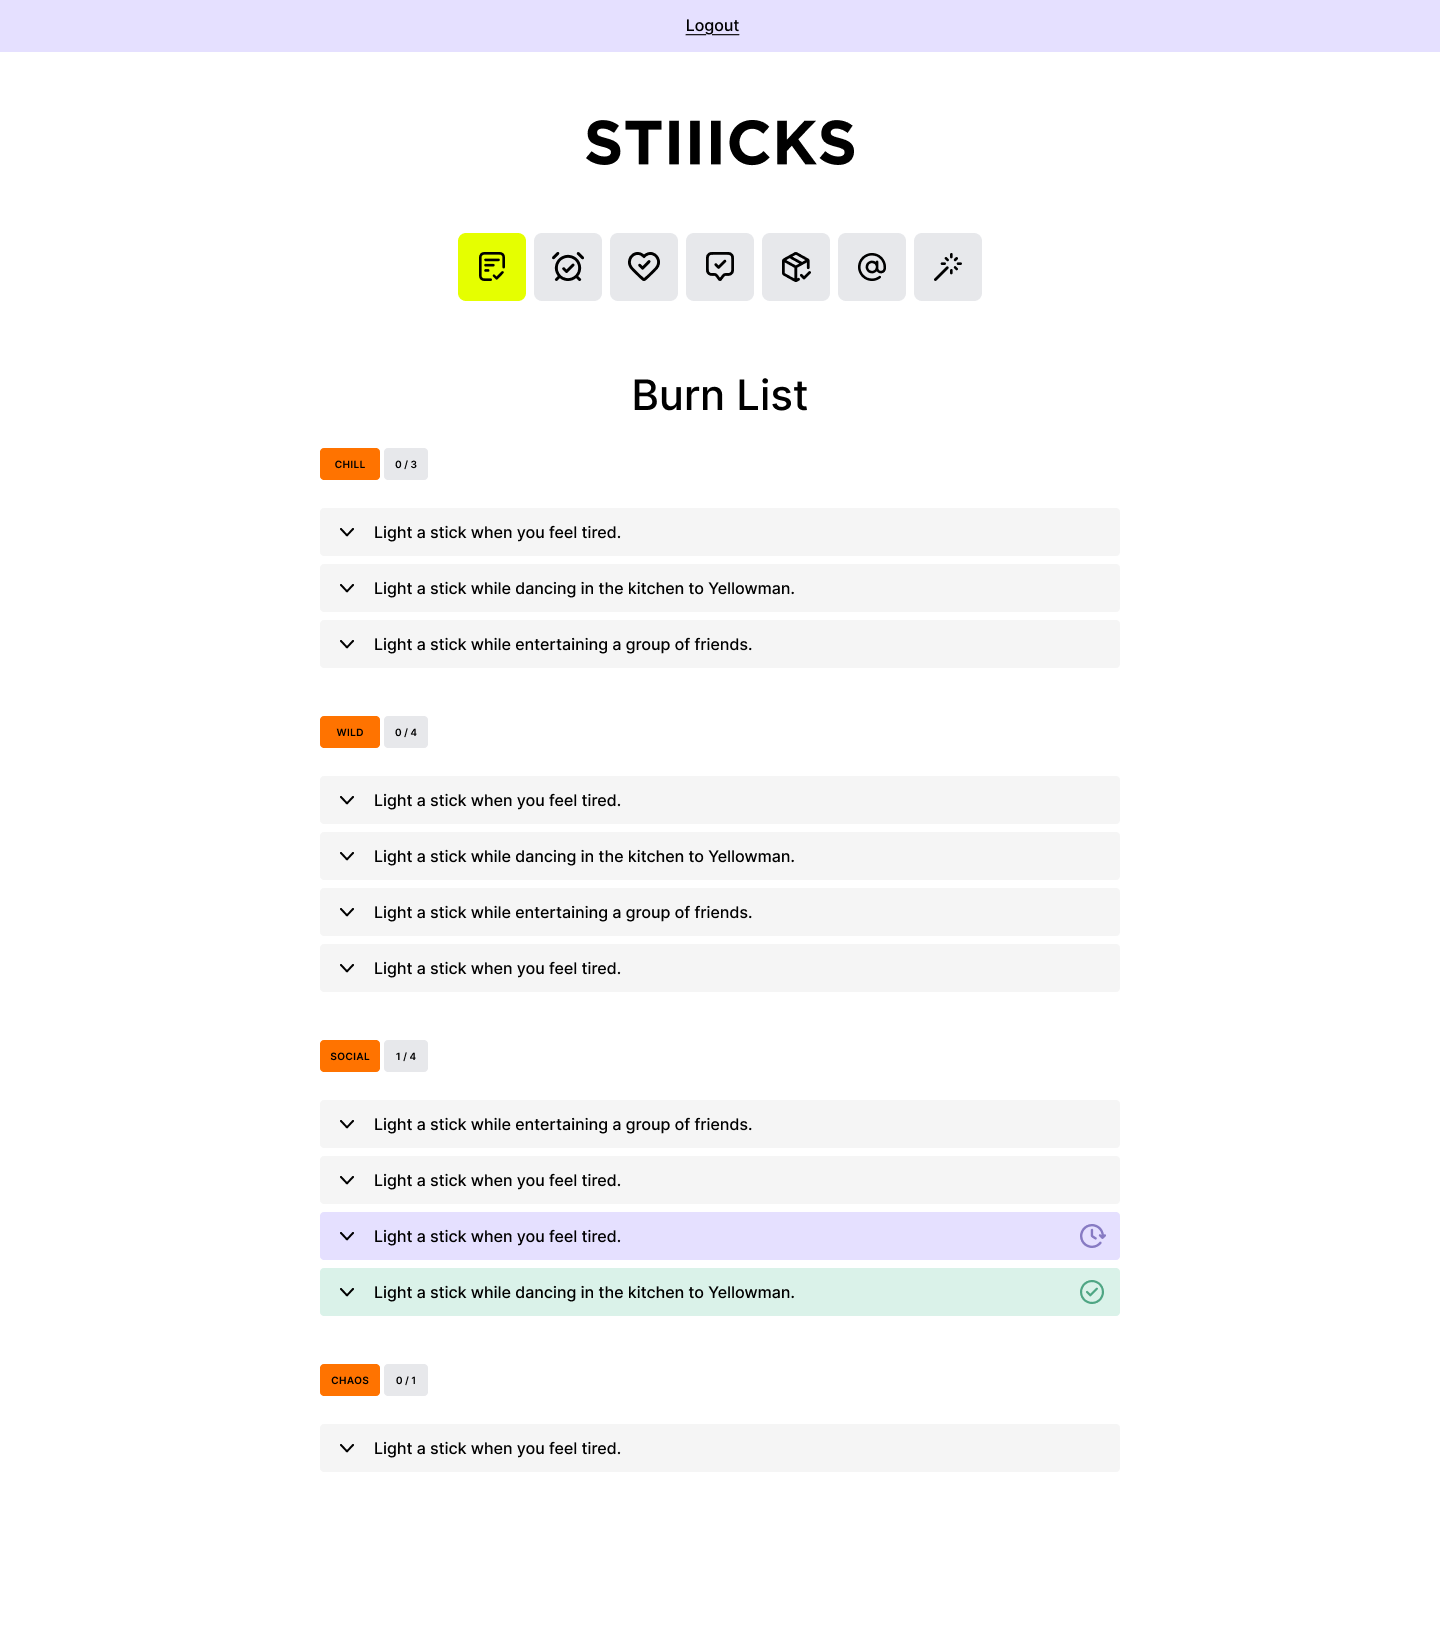 Logout
STIIICKS
Burn List
CHILL 0 / 3
Light a stick when you feel tired.
Light a stick while dancing in the kitchen to Yellowman.
Light a stick while entertaining a group of friends.
WILD 0 / 4
Light a stick when you feel tired.
Light a stick while dancing in the kitchen to Yellowman.
Light a stick while entertaining a group of friends.
Light a stick when you feel tired.
SOCIAL 1 / 4
Light a stick while entertaining a group of friends.
Light a stick when you feel tired.
Light a stick when you feel tired.
Light a stick while dancing in the kitchen to Yellowman.
CHAOS 0 / 1
Light a stick when you feel tired.